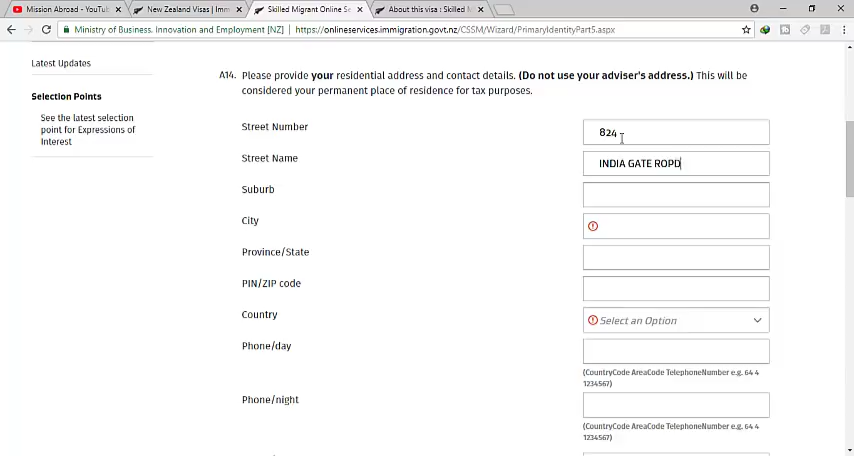 Mission Abroad - YouTub
New Zealand Visas | Imm
Skilled Migrant Online Se
About this visa : Skilled M
Ministry of Business. Innovation and Employment [NZ]
https://onlineservices.immigration.govt.nz/CSSM/Wizard/PrimaryIdentityPart5.aspx
Latest Updates
Selection Points
See the latest selection
point for Expressions of
Interest
A14. Please provide your residential address and contact details. (Do not use your adviser's address.) This will be
considered your permanent place of residence for tax purposes.
Street Number
824
Street Name
INDIA GATE ROPD
Suburb
City
Province/State
PIN/ZIP code
Country
Select an Option
Phone/day
(CountryCode AreaCode TelephoneNumber e.g. 64 4
1234567)
Phone/night
(CountryCode AreaCode TelephoneNumber e.g. 64 4
1234567)